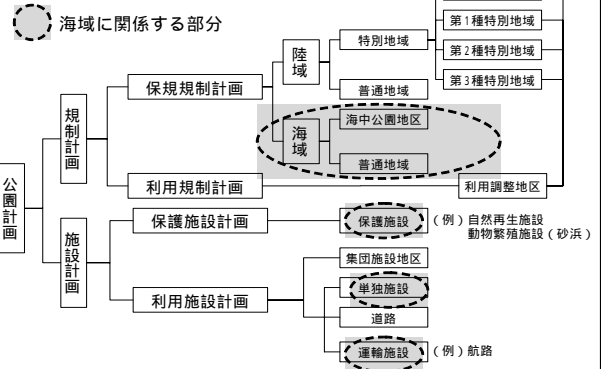 海域に関係する部分
第1種特別地域
特別地域
第2種特別地域
陸域
第3種特別地域
保規規制計画
普通地域
規制計画
海中公園地区
海域
普通地域
公園計画
利用規制計画
利用調整地区
保護施設計画
保護施設
(例)自然再生施設
動物繁殖施設(砂浜)
施設計画
集団施設地区
単独施設
利用施設計画
道路
運輸施設
(例)航路